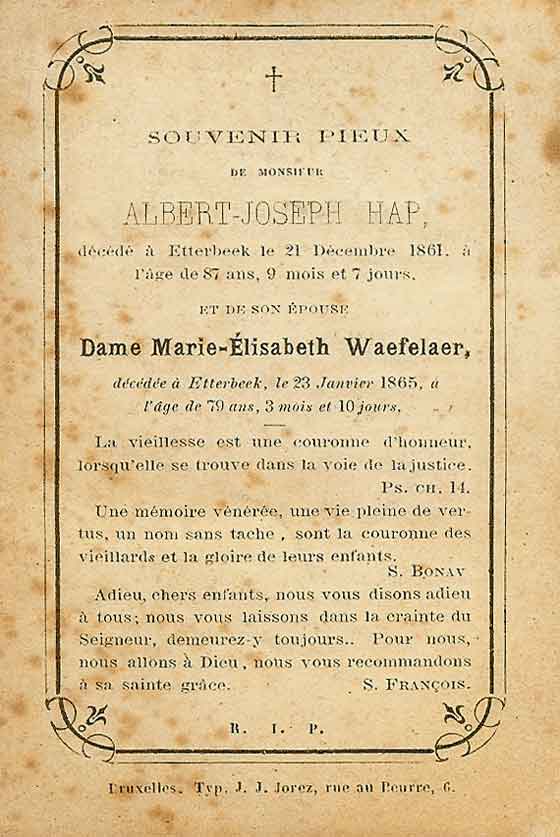 SOUVENIR PIEUX
DE MONSIEUR
ALBERT-JOSEPH HAP,
décédé à Etterbeek le 21 Décembre 1861, à
l'âge de 87 ans, 9 mois et 7 jours,
ET DE SON ÉPOUSE
Dame Marie-Élisabeth Waefelaer,
décédée à Etterbeek, le 23 Janvier 1865, à
l'âge de 79 ans, 3 mois et 10 jours.
La vieillesse est une couronne d'honneur,
lorsqu'elle se trouve dans la voie de la justice.
Ps. CH. 14.
Une mémoire vénérée, une vie pleine de ver-
tus, un nom sans tache, sont la couronne des
vieillards et la gloire de leurs enfants.
S. BONAV
Adieu, chers enfants, nous vous disons adieu
à tous; nous vous laissons dans la crainte du
Seigneur, demeurez-y toujours.. Pour nous,
nous allons à Dieu, nous vous recommandons
à sa sainte grâce. S. FRANÇOIS.
R. I. P.
Bruxelles. Typ. J. J. Jorez, rue au Beurre, 6.